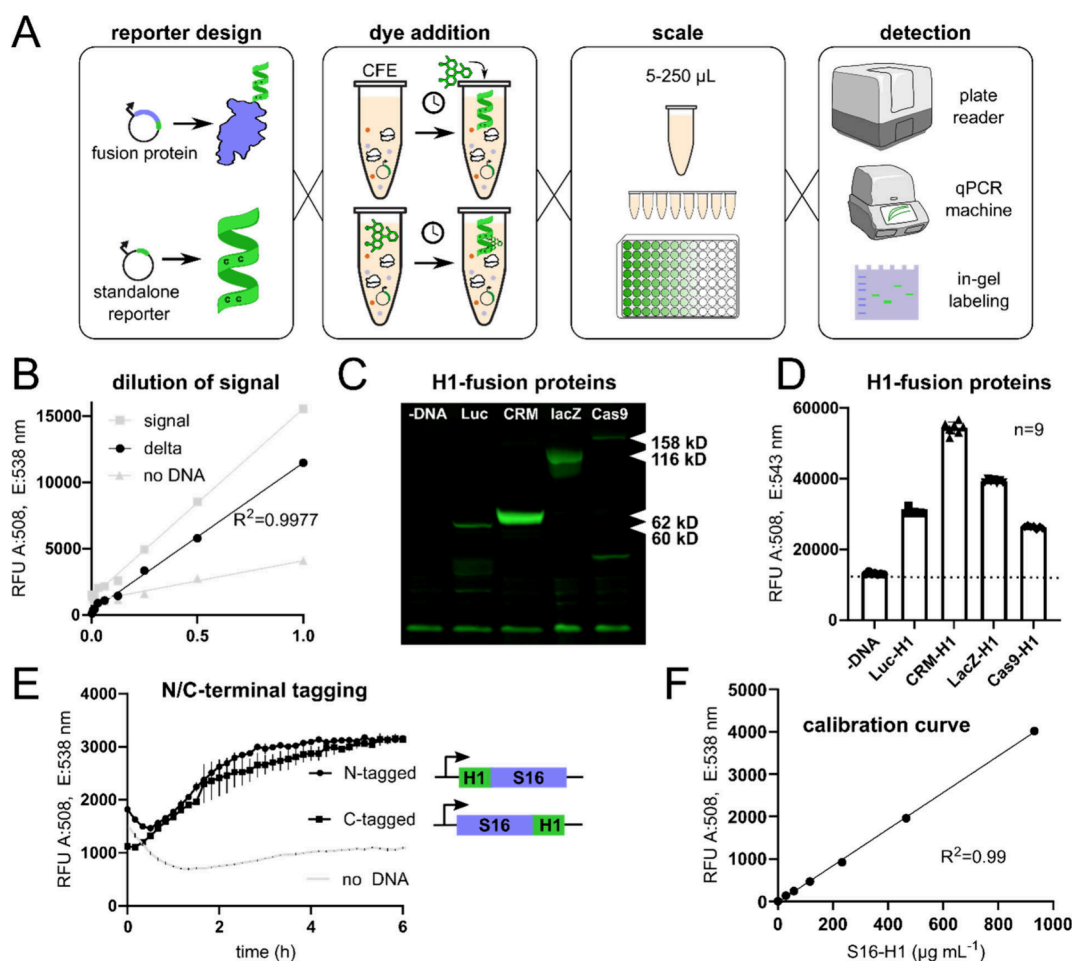 A
reporter design
dye addition
scale
detection
fusion protein
standalone
reporter
c c
c c
CFE
5-250 µL
plate
reader
qPCR
machine
in-gel
labeling
B
dilution of signal
RFU A:508, E:538 nm
15000
10000
5000
0
0.0
0.5
1.0
signal
delta
no DNA
R²=0.9977
C
H1-fusion proteins
-DNA Luc CRM lacZ Cas9
158 kD
116 kD
62 kD
60 kD
D
H1-fusion proteins
RFU A:508, E:543 nm
60000
40000
20000
0
n=9
-DNA
Luc-H1
CRM-H1
LacZ-H1
Cas9-H1
E
N/C-terminal tagging
RFU A:508, E:538 nm
4000
3000
2000
1000
0
0
2
4
6
time (h)
N-tagged
C-tagged
no DNA
H1 S16
S16 H1
F
calibration curve
RFU A:508, E:538 nm
5000
4000
3000
2000
1000
0
0 200 400 600 800 1000
R²=0.99
S16-H1 (µg mL⁻¹)